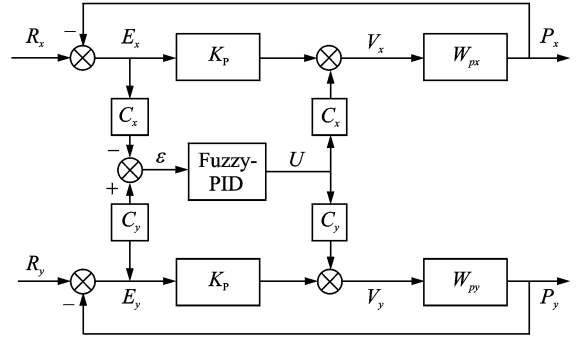 R_x
−
E_x
K_P
V_x
W_px
P_x
C_x
C_x
−
ε
Fuzzy-
PID
U
+
C_y
C_y
R_y
−
E_y
K_P
V_y
W_py
P_y